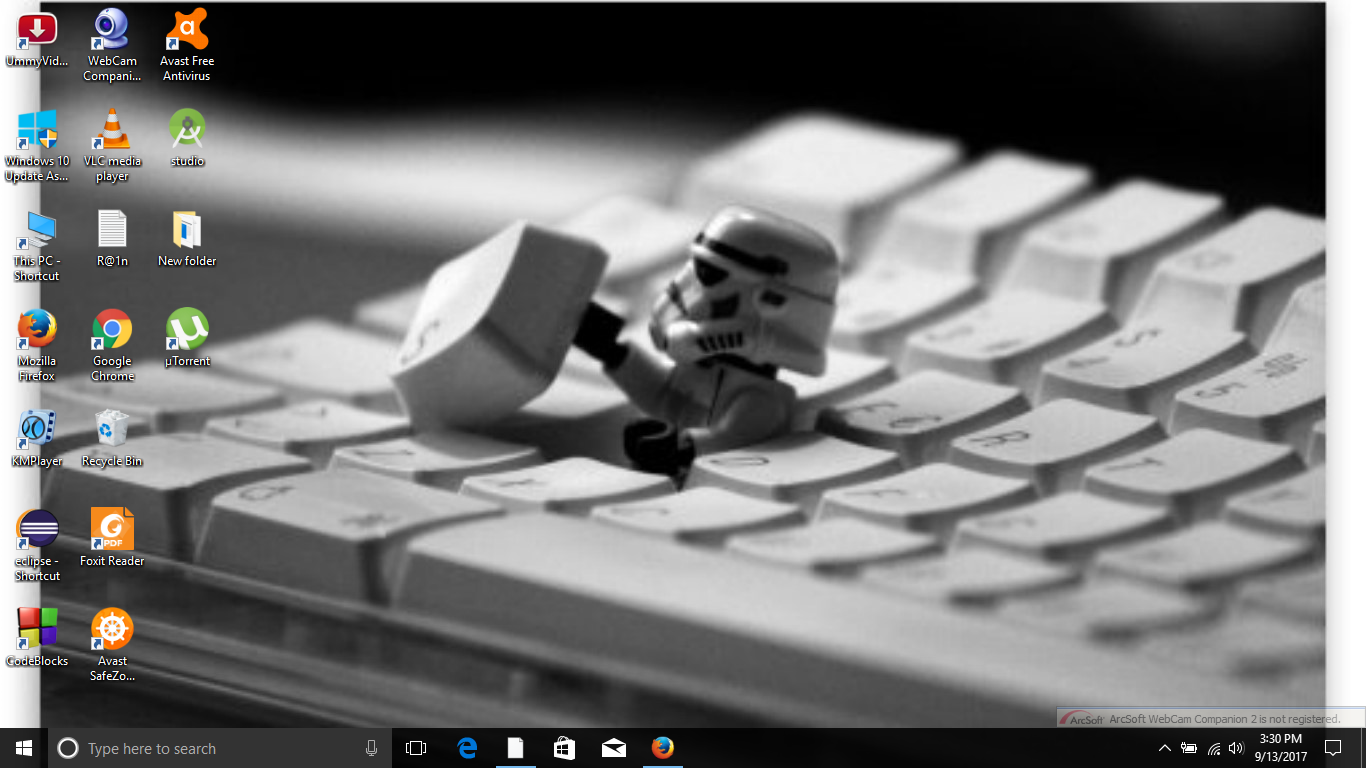 UmmyVid...
WebCam
Compani...
Avast Free
Antivirus
Windows 10
Update As...
VLC media
player
studio
This PC -
Shortcut
R@1n
New folder
Mozilla
Firefox
Google
Chrome
µTorrent
KMPlayer
Recycle Bin
eclipse -
Shortcut
PDF
Foxit Reader
CodeBlocks
Avast
SafeZo...
ArcSoft ArcSoft WebCam Companion 2 is not registered.
Type here to search
3:30 PM
9/13/2017